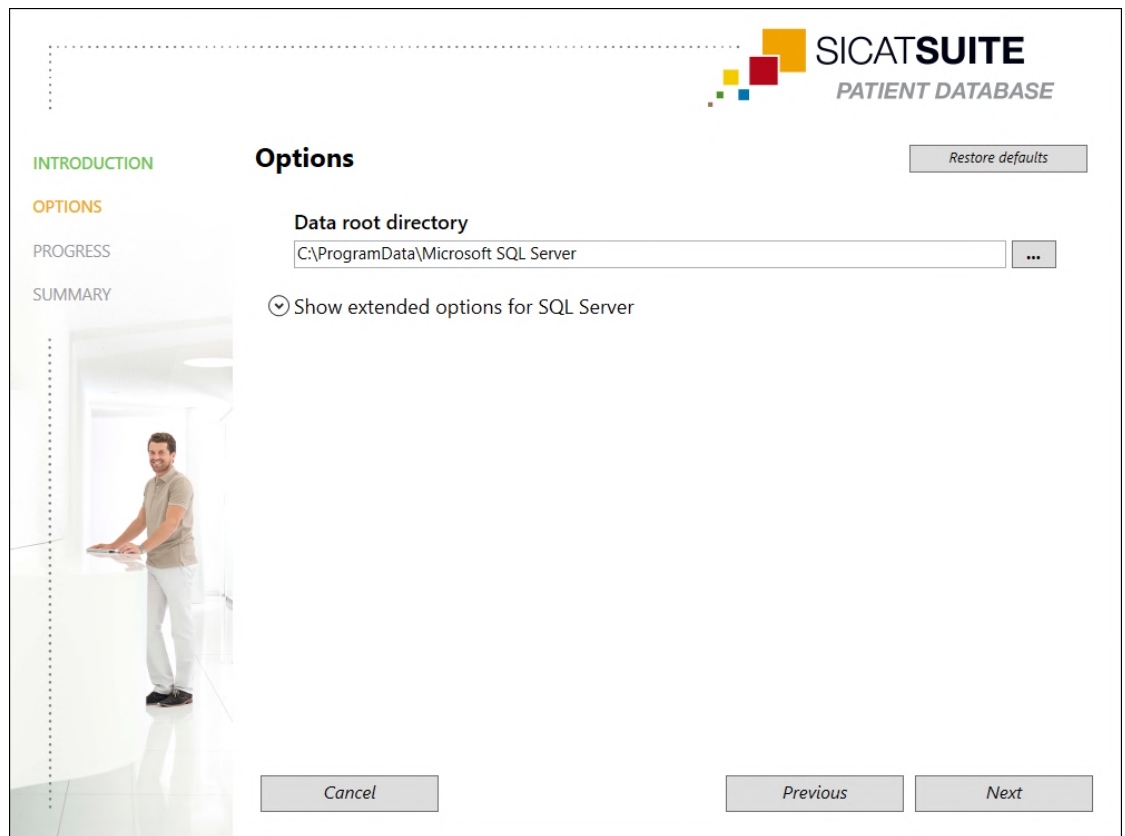 SICATSUITE
PATIENT DATABASE
INTRODUCTION
OPTIONS
PROGRESS
SUMMARY
Options
Restore defaults
Data root directory
C:\ProgramData\Microsoft SQL Server
...
Show extended options for SQL Server
Cancel
Previous
Next